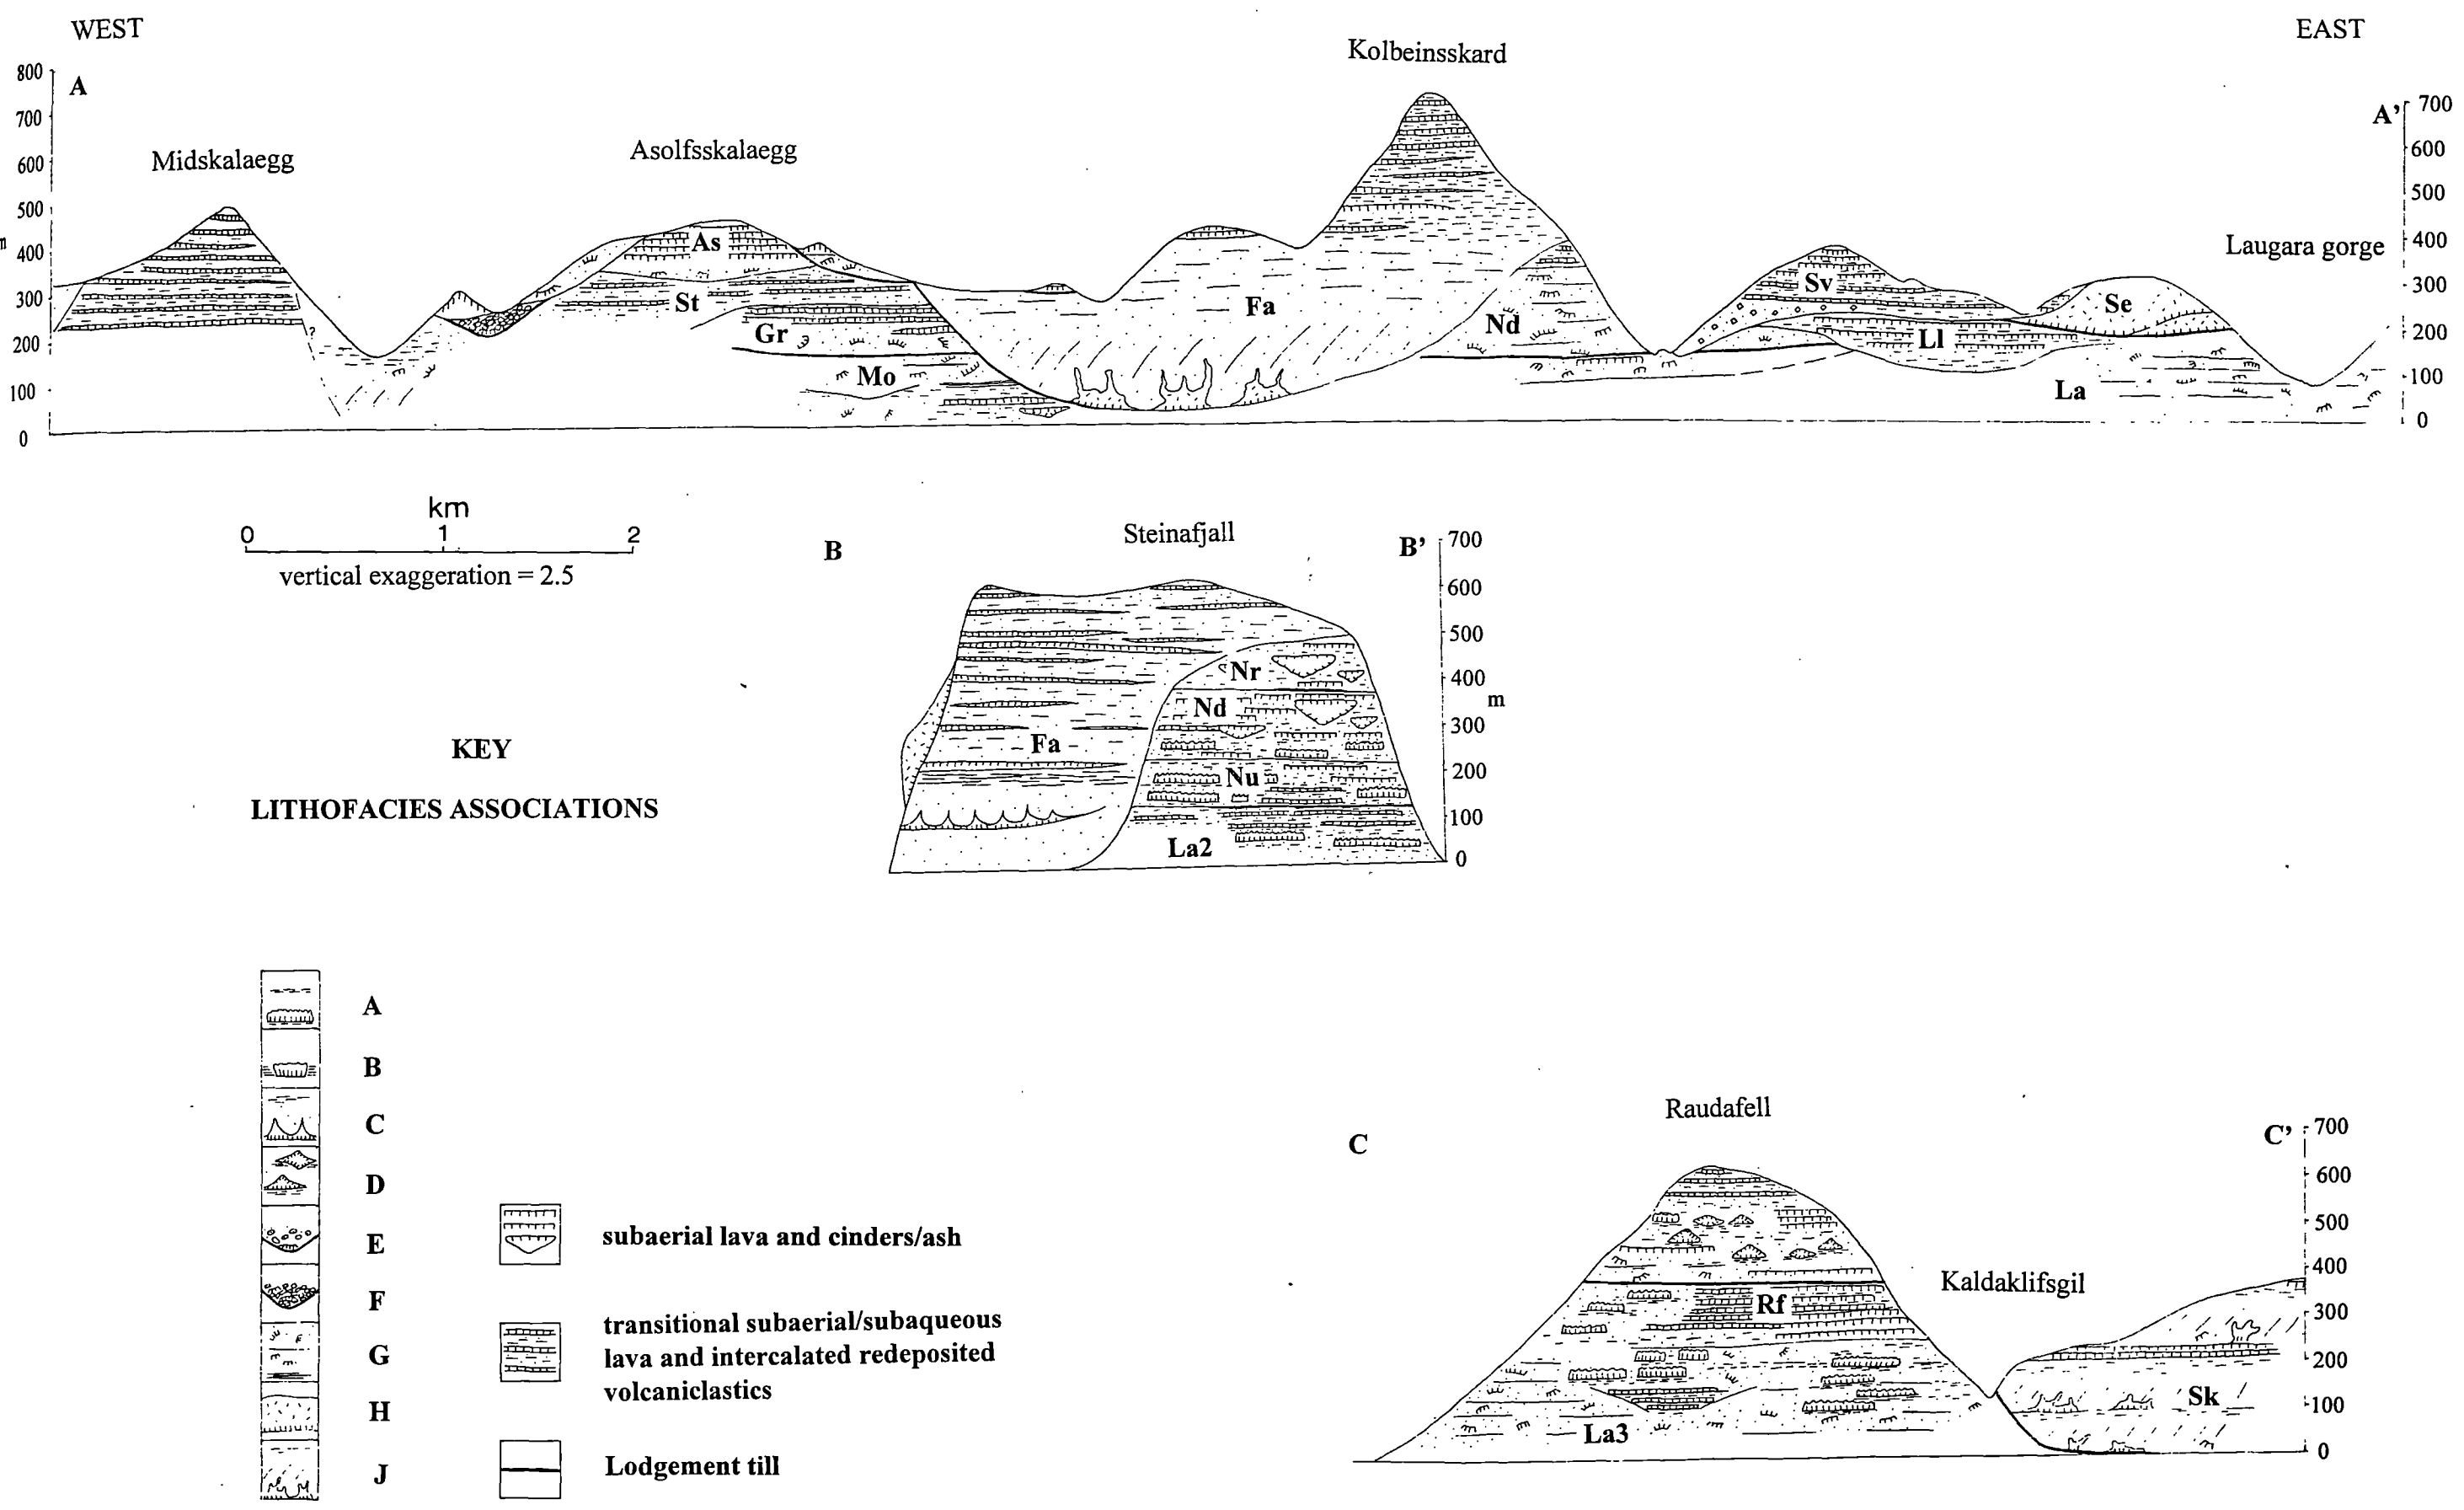 WEST
EAST
Kolbeinsskard
A
A’
Midskalaegg
Asolfsskalaegg
Laugara gorge
800
700
600
500
400
300
200
100
0
m
700
600
500
400
300
200
100
0
As
St
Gr
Mo
Fa
Nd
Sv
Ll
Se
La
?
km
0 1 2
vertical exaggeration = 2.5
B
Steinafjall
B’
700
600
500
400
m
300
200
100
0
Nr
Nd
Fa
Nu
La2
KEY
LITHOFACIES ASSOCIATIONS
A
B
C
D
E
F
G
H
J
subaerial lava and cinders/ash
transitional subaerial/subaqueous
lava and intercalated redeposited
volcaniclastics
Lodgement till
Raudafell
C
C’
700
600
500
400
300
200
100
0
Kaldaklifsgil
Rf
Sk
La3